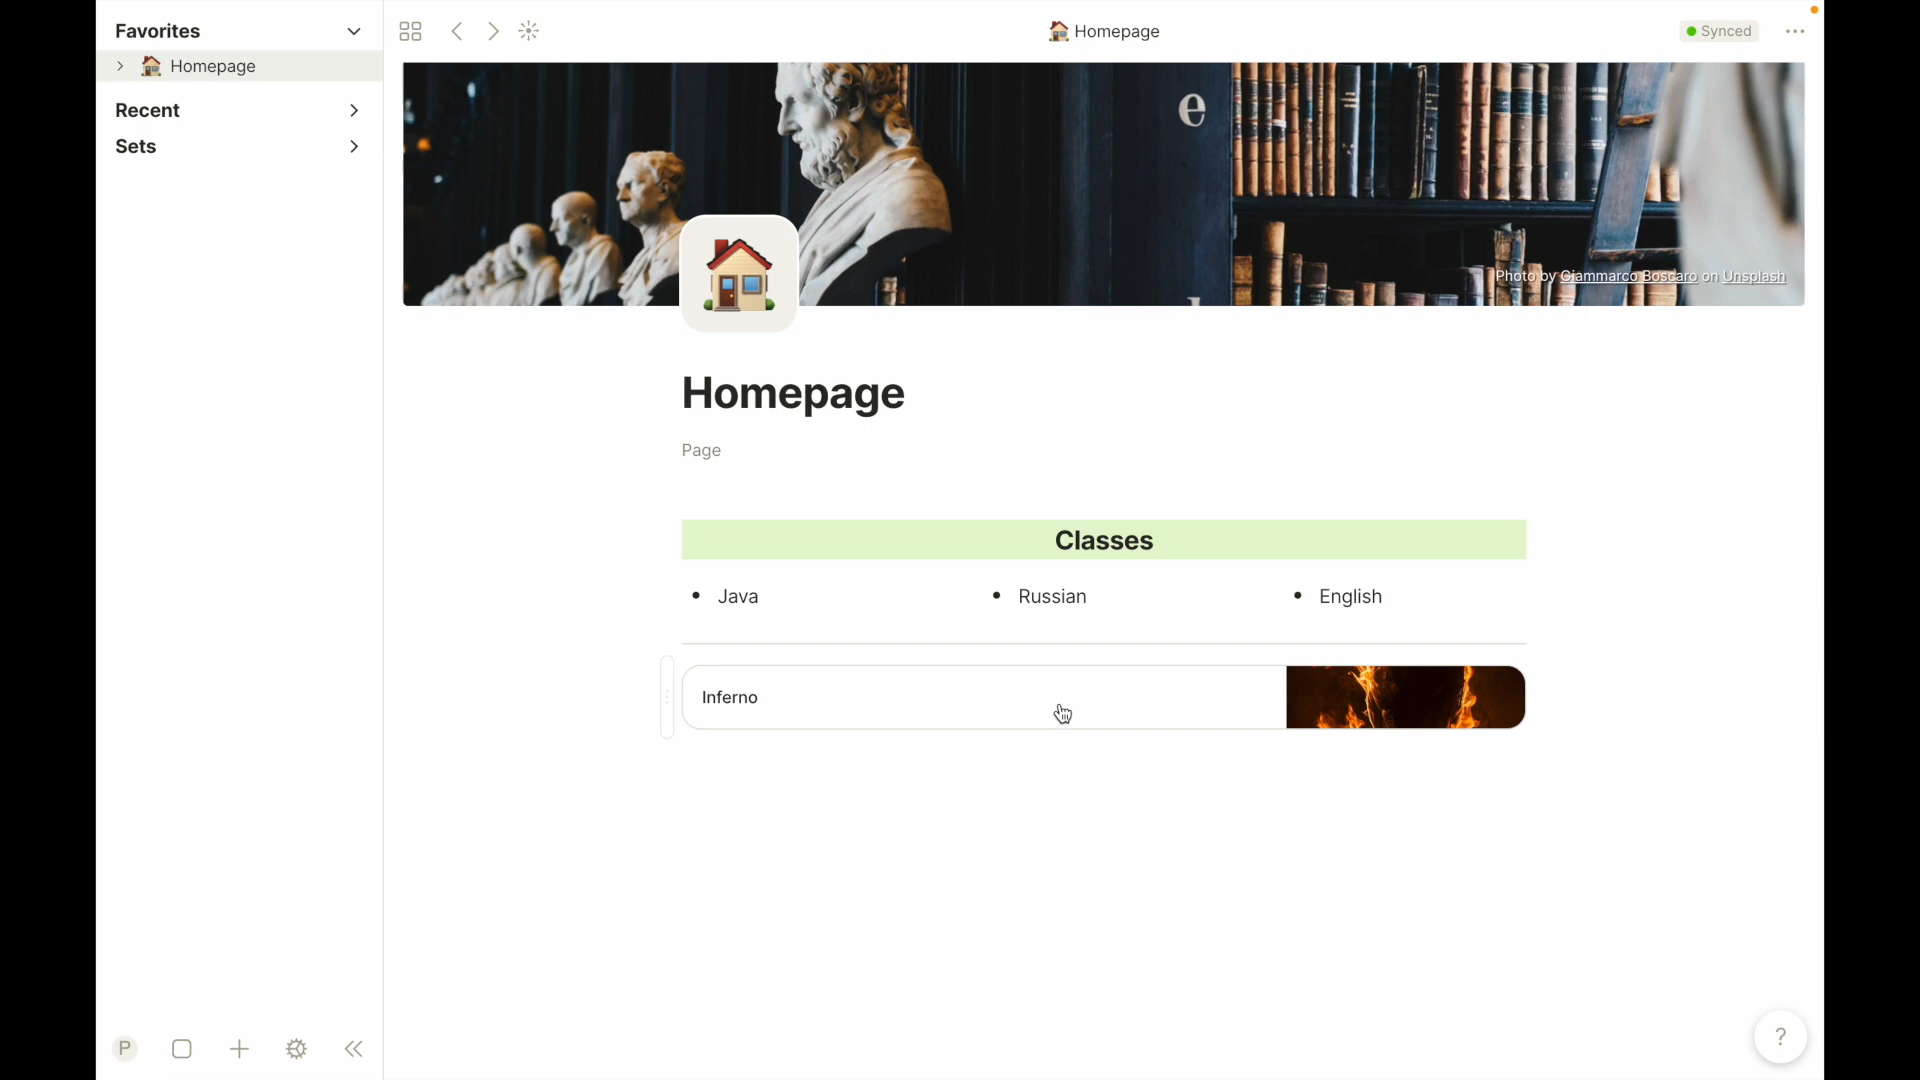 Favorites
Homepage
Recent
Sets
Homepage
Synced
e
Photo by Giammarco Boscaro on Unsplash
Homepage
Page
Classes
• Java
• Russian
• English
Inferno
P
?